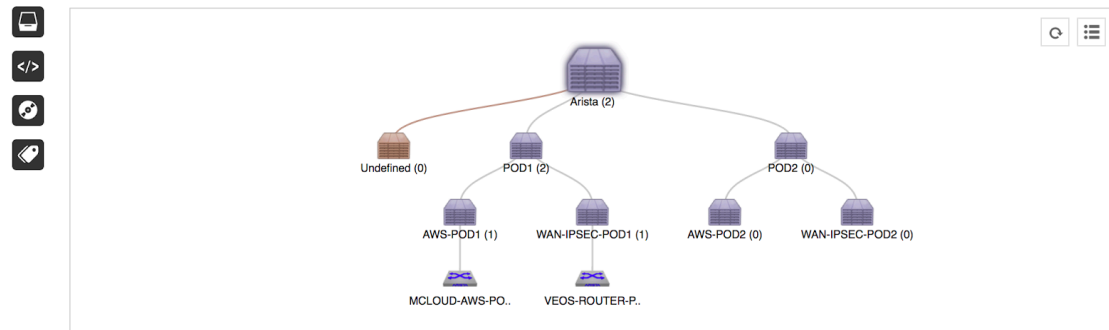 Arista (2)
Undefined (0)
POD1 (2)
POD2 (0)
AWS-POD1 (1)
WAN-IPSEC-POD1 (1)
AWS-POD2 (0)
WAN-IPSEC-POD2 (0)
MCLOUD-AWS-PO..
VEOS-ROUTER-P..